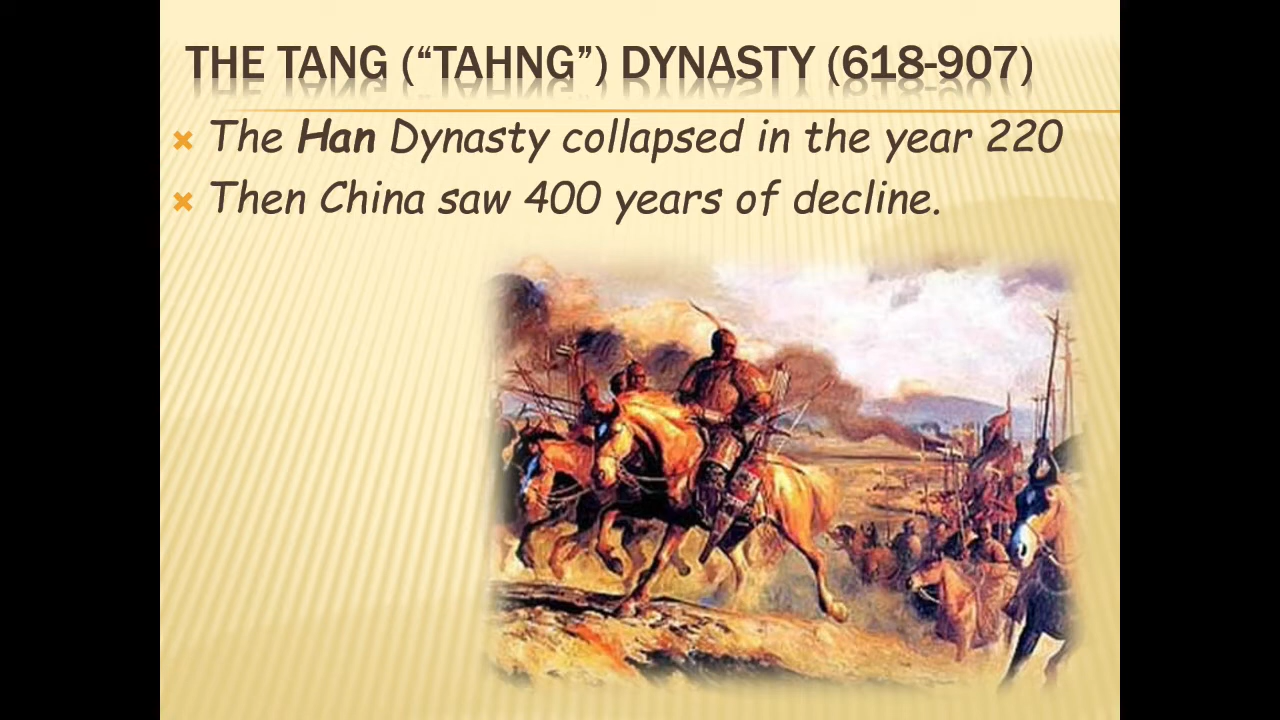 THE TANG (“TAHNG”) DYNASTY (618-907)
The Han Dynasty collapsed in the year 220
Then China saw 400 years of decline.